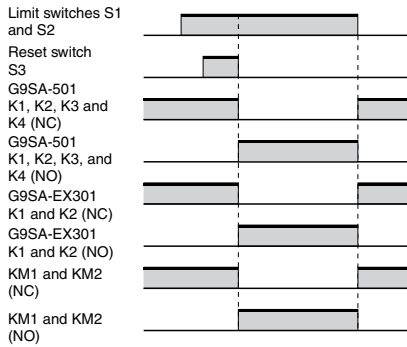 Limit switches S1
and S2
Reset switch
S3
G9SA-501
K1, K2, K3 and
K4 (NC)
G9SA-501
K1, K2, K3, and
K4 (NO)
G9SA-EX301
K1 and K2 (NC)
G9SA-EX301
K1 and K2 (NO)
KM1 and KM2
(NC)
KM1 and KM2
(NO)